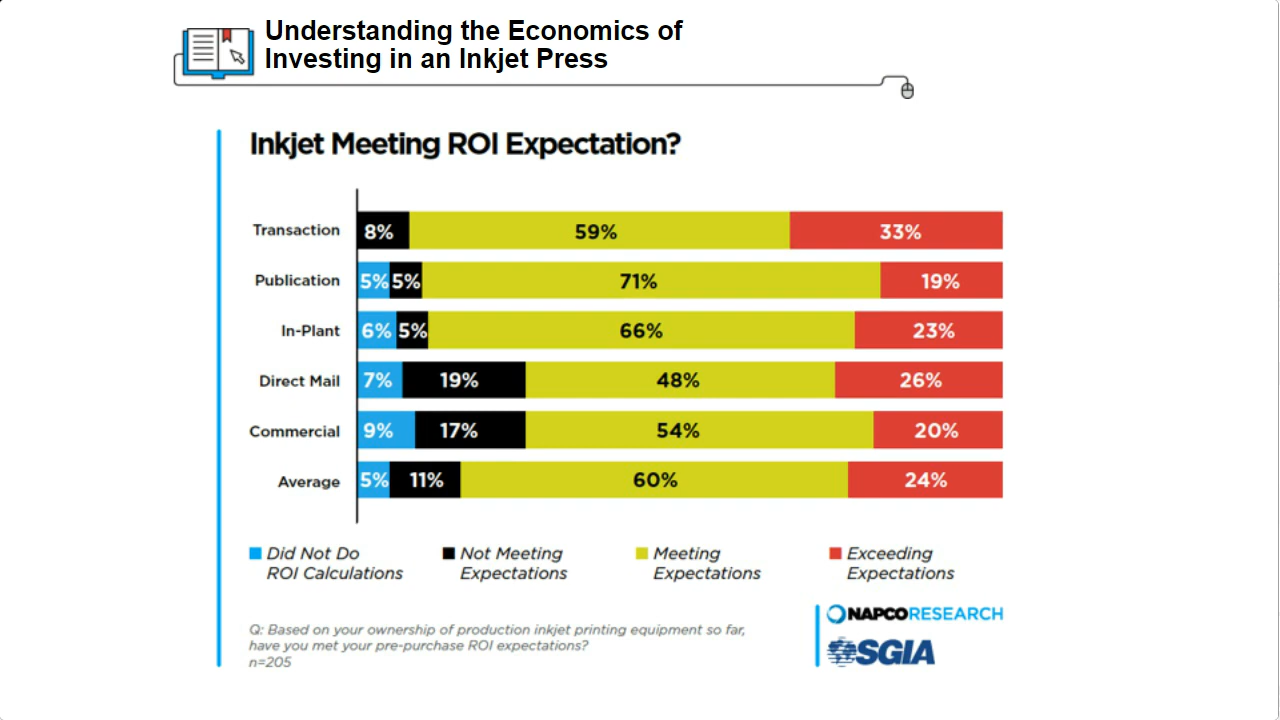 Understanding the Economics of
Investing in an Inkjet Press
Inkjet Meeting ROI Expectation?
Transaction 8% 59% 33%
Publication 5% 5% 71% 19%
In-Plant 6% 5% 66% 23%
Direct Mail 7% 19% 48% 26%
Commercial 9% 17% 54% 20%
Average 5% 11% 60% 24%
Did Not Do
ROI Calculations
Not Meeting
Expectations
Meeting
Expectations
Exceeding
Expectations
Q: Based on your ownership of production inkjet printing equipment so far,
have you met your pre-purchase ROI expectations?
n=205
NAPCORESEARCH
SGIA